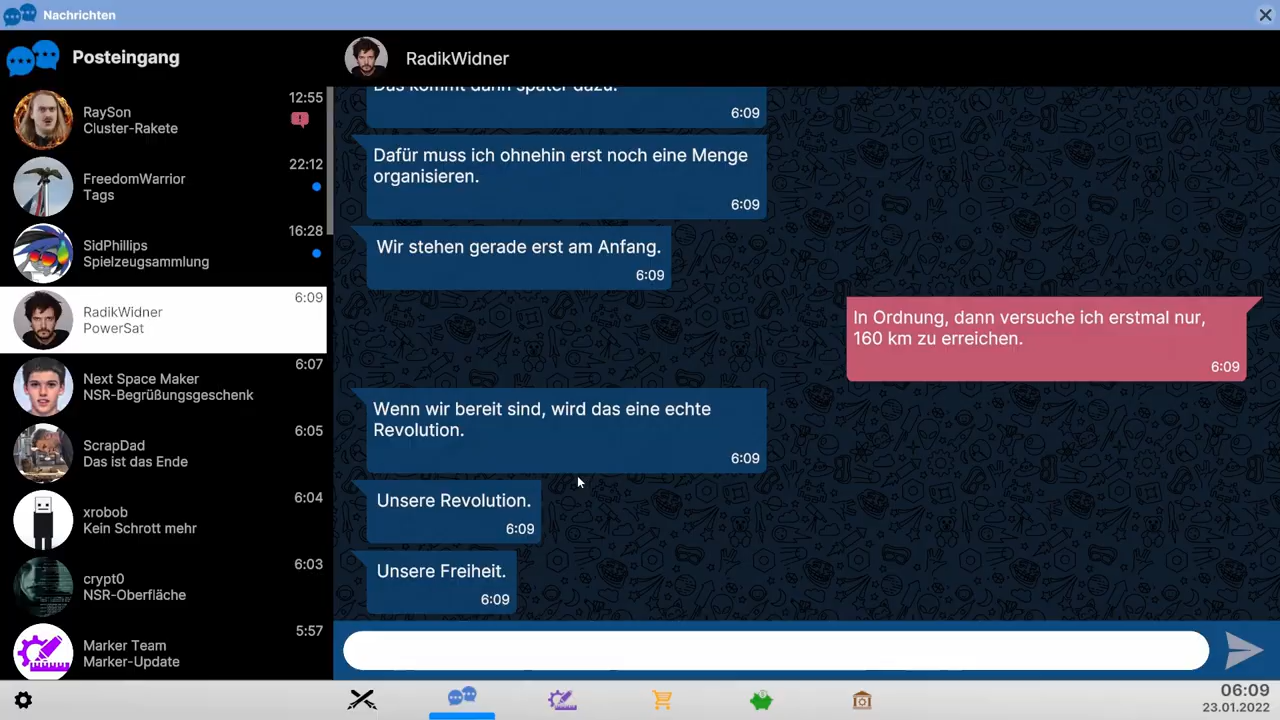 Nachrichten
Posteingang
RaySon
12:55
Cluster-Rakete
FreedomWarrior
22:12
Tags
SidPhillips
16:28
Spielzeugsammlung
RadikWidner
6:09
PowerSat
Next Space Maker
6:07
NSR-Begrüßungsgeschenk
ScrapDad
6:05
Das ist das Ende
xrobob
6:04
Kein Schrott mehr
crypt0
6:03
NSR-Oberfläche
Marker Team
5:57
Marker-Update
RadikWidner
Das kommt dann später dazu.
6:09
Dafür muss ich ohnehin erst noch eine Menge
organisieren.
6:09
Wir stehen gerade erst am Anfang.
6:09
In Ordnung, dann versuche ich erstmal nur,
160 km zu erreichen.
6:09
Wenn wir bereit sind, wird das eine echte
Revolution.
6:09
Unsere Revolution.
6:09
Unsere Freiheit.
6:09
06:09
23.01.2022